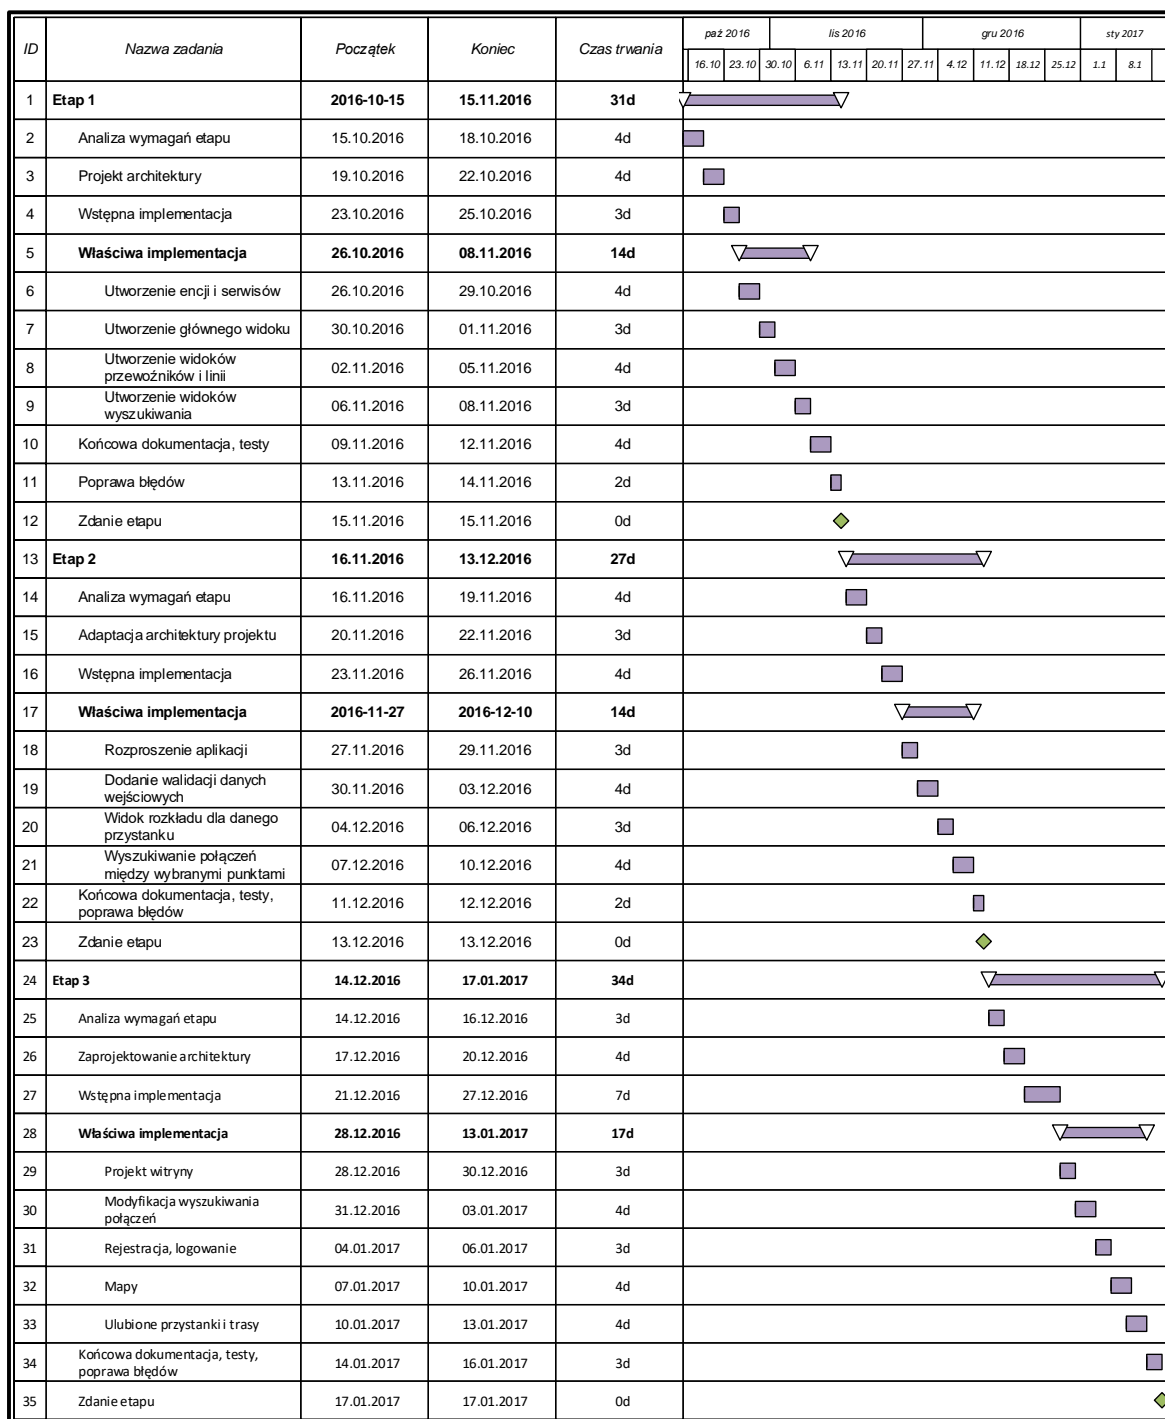 ID Nazwa zadania Początek Koniec Czas trwania paź 2016 lis 2016 gru 2016 sty 2017
16.10 23.10 30.10 6.11 13.11 20.11 27.11 4.12 11.12 18.12 25.12 1.1 8.1
1 Etap 1 2016-10-15 15.11.2016 31d
2 Analiza wymagań etapu 15.10.2016 18.10.2016 4d
3 Projekt architektury 19.10.2016 22.10.2016 4d
4 Wstępna implementacja 23.10.2016 25.10.2016 3d
5 Właściwa implementacja 26.10.2016 08.11.2016 14d
6 Utworzenie encji i serwisów 26.10.2016 29.10.2016 4d
7 Utworzenie głównego widoku 30.10.2016 01.11.2016 3d
8 Utworzenie widoków
przewoźników i linii 02.11.2016 05.11.2016 4d
9 Utworzenie widoków
wyszukiwania 06.11.2016 08.11.2016 3d
10 Końcowa dokumentacja, testy 09.11.2016 12.11.2016 4d
11 Poprawa błędów 13.11.2016 14.11.2016 2d
12 Zdanie etapu 15.11.2016 15.11.2016 0d
13 Etap 2 16.11.2016 13.12.2016 27d
14 Analiza wymagań etapu 16.11.2016 19.11.2016 4d
15 Adaptacja architektury projektu 20.11.2016 22.11.2016 3d
16 Wstępna implementacja 23.11.2016 26.11.2016 4d
17 Właściwa implementacja 2016-11-27 2016-12-10 14d
18 Rozproszenie aplikacji 27.11.2016 29.11.2016 3d
19 Dodanie walidacji danych
wejściowych 30.11.2016 03.12.2016 4d
20 Widok rozkładu dla danego
przystanku 04.12.2016 06.12.2016 3d
21 Wyszukiwanie połączeń
między wybranymi punktami 07.12.2016 10.12.2016 4d
22 Końcowa dokumentacja, testy,
poprawa błędów 11.12.2016 12.12.2016 2d
23 Zdanie etapu 13.12.2016 13.12.2016 0d
24 Etap 3 14.12.2016 17.01.2017 34d
25 Analiza wymagań etapu 14.12.2016 16.12.2016 3d
26 Zaprojektowanie architektury 17.12.2016 20.12.2016 4d
27 Wstępna implementacja 21.12.2016 27.12.2016 7d
28 Właściwa implementacja 28.12.2016 13.01.2017 17d
29 Projekt witryny 28.12.2016 30.12.2016 3d
30 Modyfikacja wyszukiwania
połączeń 31.12.2016 03.01.2017 4d
31 Rejestracja, logowanie 04.01.2017 06.01.2017 3d
32 Mapy 07.01.2017 10.01.2017 4d
33 Ulubione przystanki i trasy 10.01.2017 13.01.2017 4d
34 Końcowa dokumentacja, testy,
poprawa błędów 14.01.2017 16.01.2017 3d
35 Zdanie etapu 17.01.2017 17.01.2017 0d